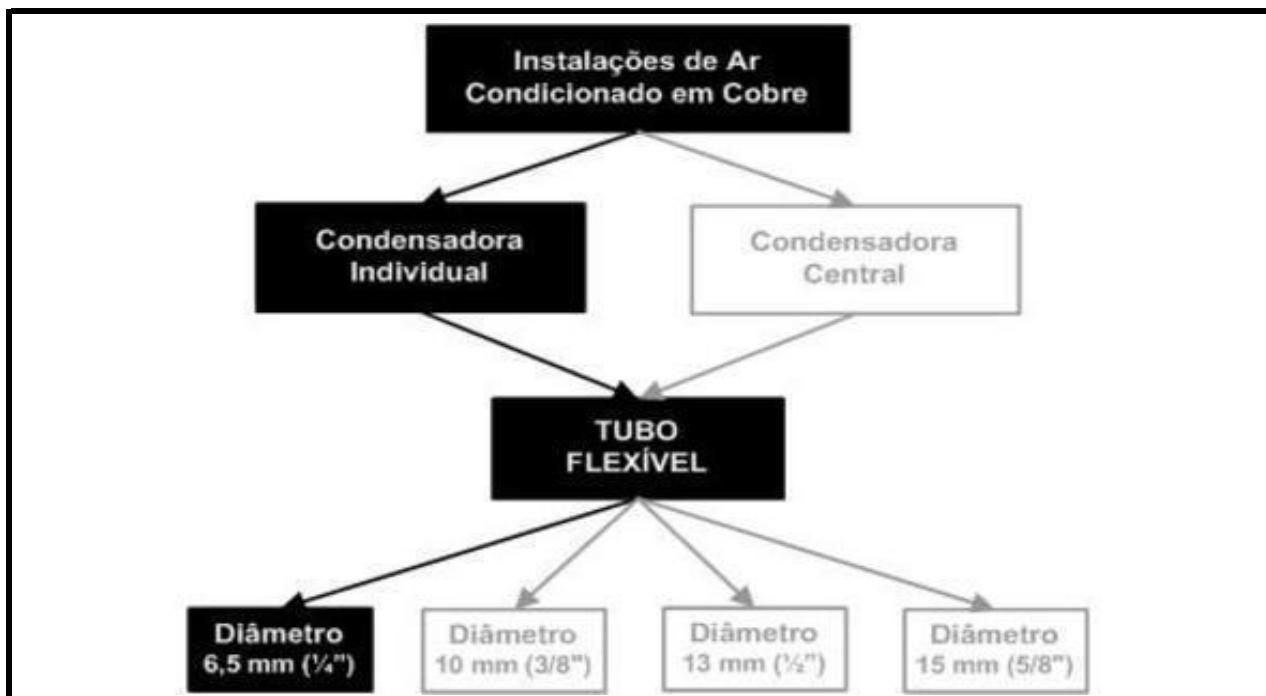 Instalações de Ar
Condicionado em Cobre
Condensadora
Individual
Condensadora
Central
TUBO
FLEXÍVEL
Diâmetro
6,5 mm (¼")
Diâmetro
10 mm (3/8")
Diâmetro
13 mm (½")
Diâmetro
15 mm (5/8")